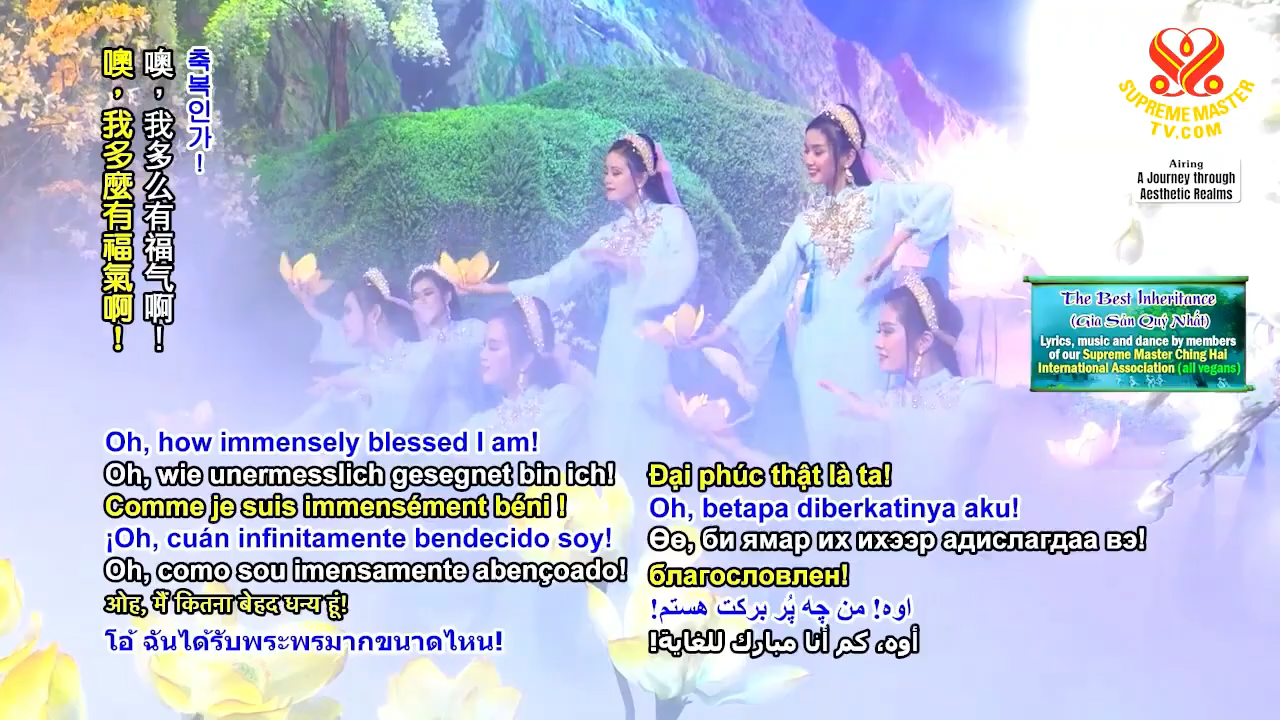 축복인가!
噢，我多么有福气啊！
噢，我多麼有福氣啊！
SUPREME MASTER
TV.COM
Airing
A Journey through
Aesthetic Realms
The Best Inheritance
(Gia Sản Quý Nhất)
Lyrics, music and dance by members
of our Supreme Master Ching Hai
International Association (all vegans)
Oh, how immensely blessed I am!
Oh, wie unermesslich gesegnet bin ich!
Comme je suis immensément béni !
¡Oh, cuán infinitamente bendecido soy!
Oh, como sou imensamente abençoado!
ओह, मैं कितना बेहद धन्य हूं!
โอ้ ฉันได้รับพระพรมากขนาดไหน!
Đại phúc thật là ta!
Oh, betapa diberkatinya aku!
Өө, би ямар их ихээр адислагдаа вэ!
благословлен!
اوه! من چه پُر برکت هستم!
أوه، كم أنا مبارك للغاية!